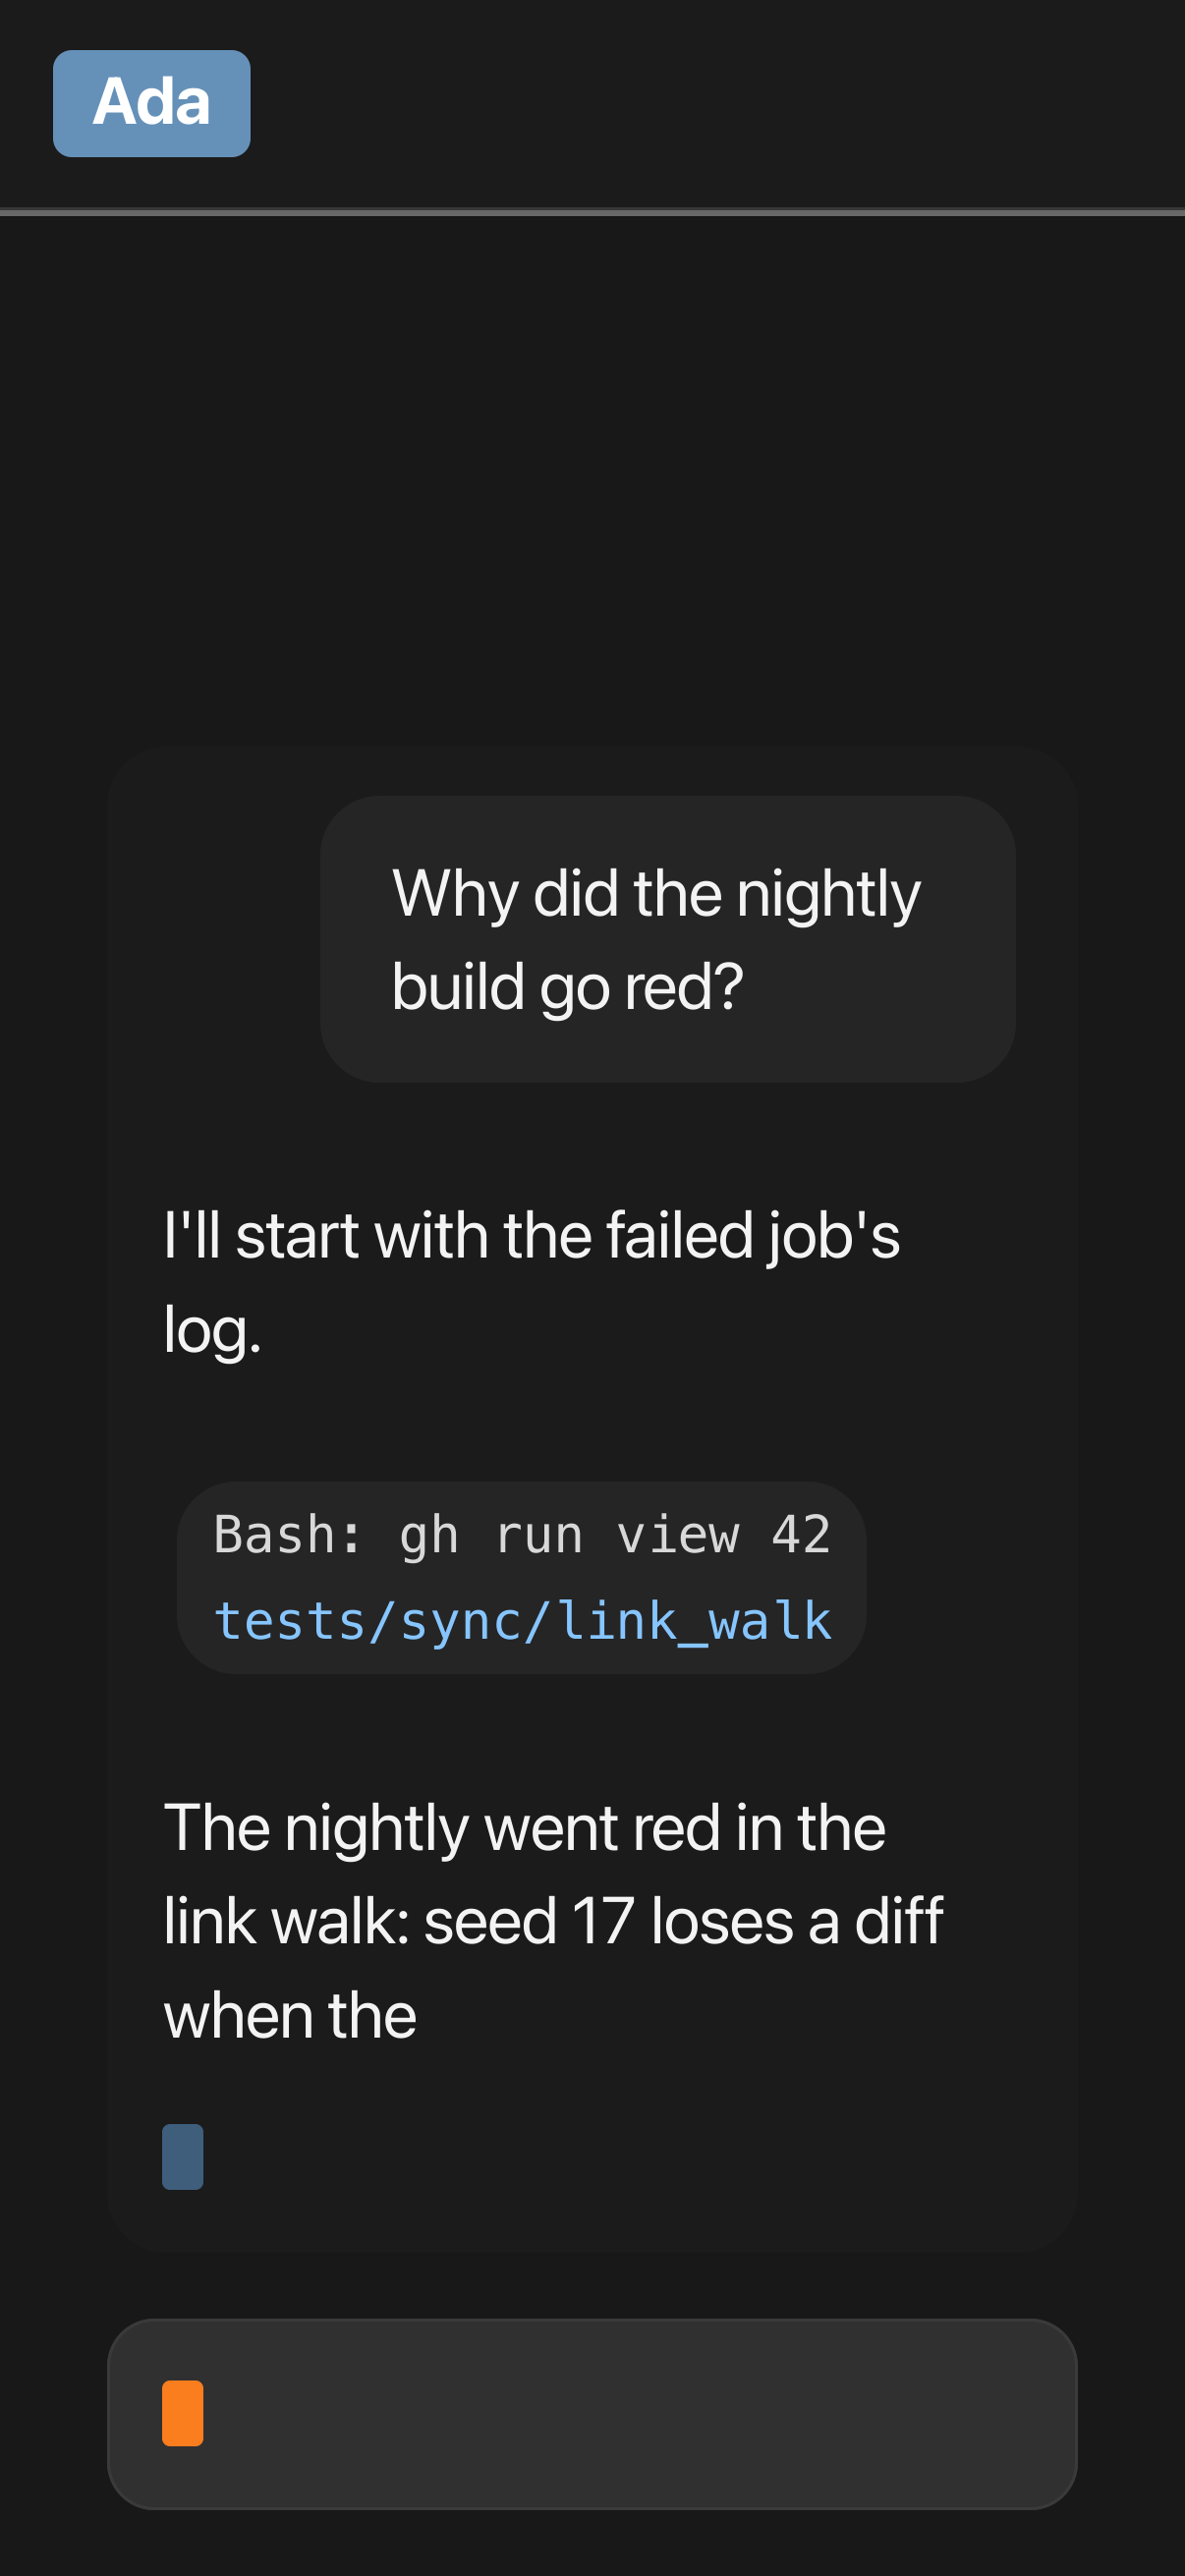 Ada
Why did the nightly
build go red?
I'll start with the failed job's
log.
Bash: gh run view 42
tests/sync/link_walk
The nightly went red in the
link walk: seed 17 loses a diff
when the